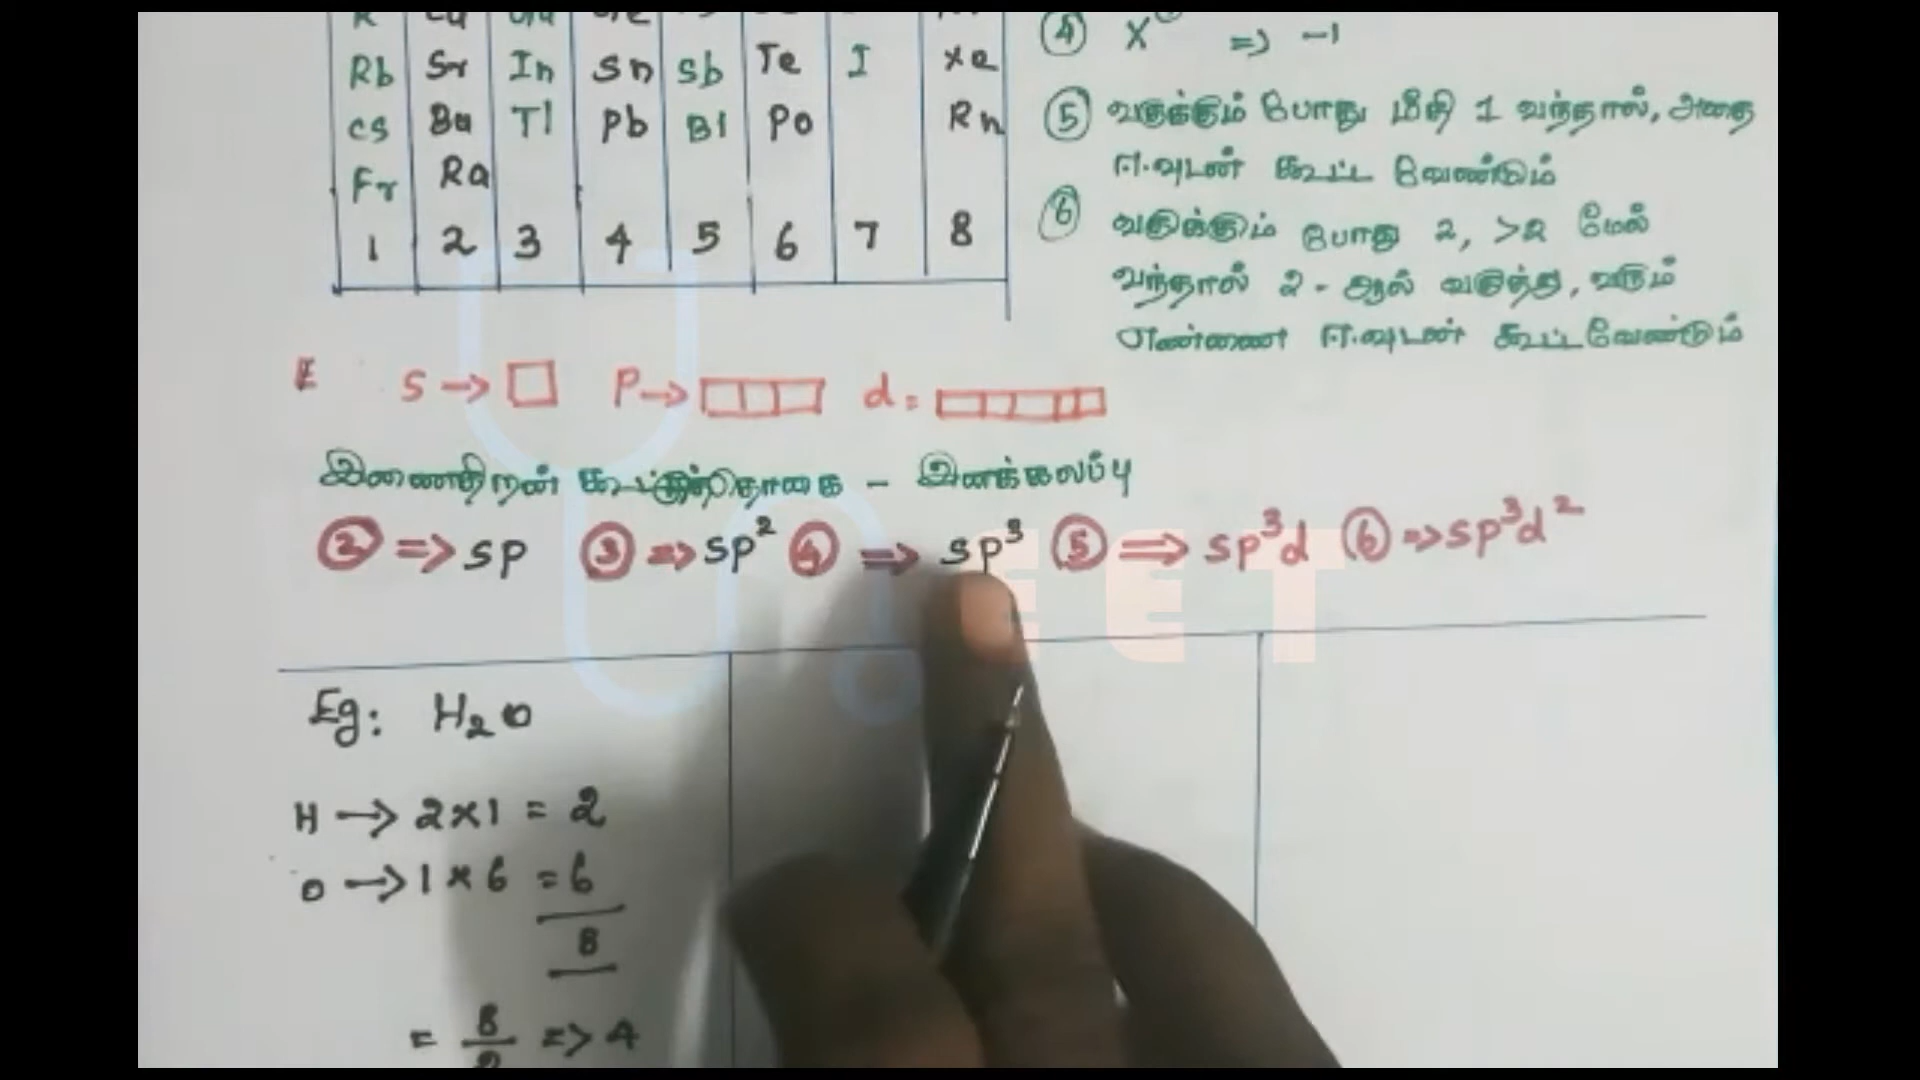 Rb Sr In Sn Sb Te I Xe
Cs Ba Tl Pb BI Po Rn
Fr Ra
1 2 3 4 5 6 7 8
④ X => -1
⑤ வகுக்கும் போது மீதி 1 வந்தால், அதை
எ.வுடன் கூட்ட வேண்டும்
⑥ வகுக்கும் போது 2, >2 மேல்
வந்தால் 2 - ஆல் வகுத்து, வரும்
எண்ணை எ.வுடன் கூட்டவேண்டும்
E s → p → d =
இணைதிறன் கூட்டுத்தொகை - இனக்கலப்பு
② => sp ③ => sp² ④ => sp³ ⑤ => sp³d ⑥ => sp³d²
EET
Eg: H₂O
H → 2×1 = 2
O → 1 × 6 = 6
8
= 8/2 => 4